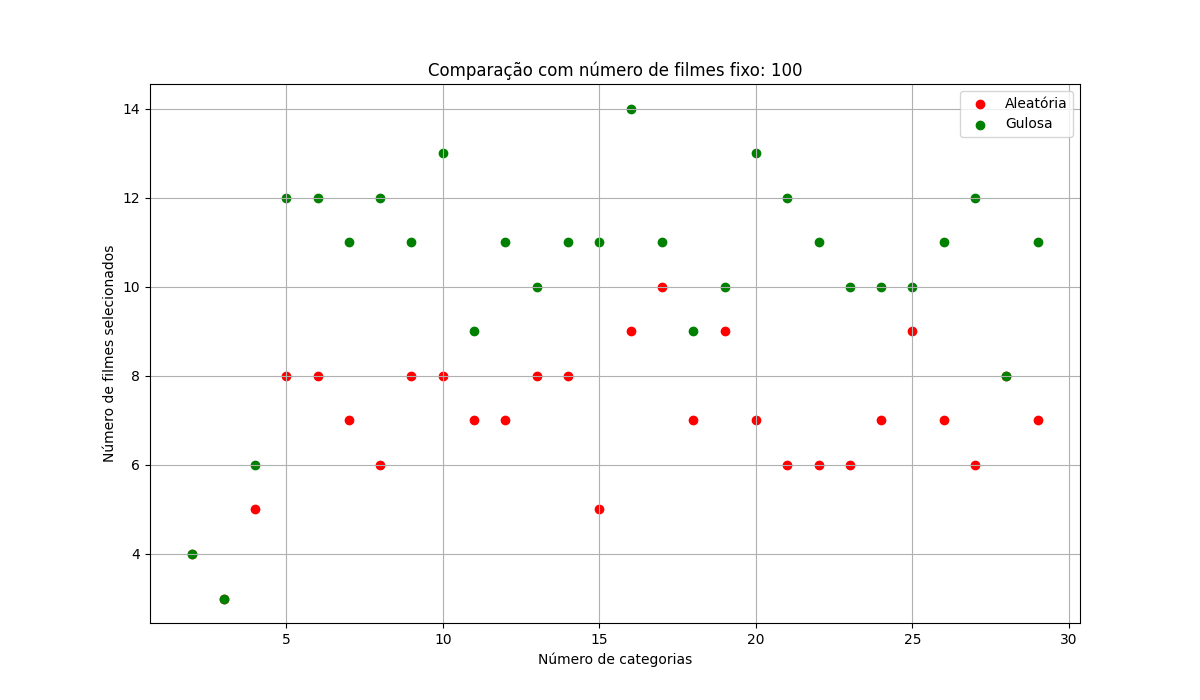 Comparação com número de filmes fixo: 100
Aleatória
Gulosa
14
12
10
8
6
4
Número de filmes selecionados
5
10
15
20
25
30
Número de categorias